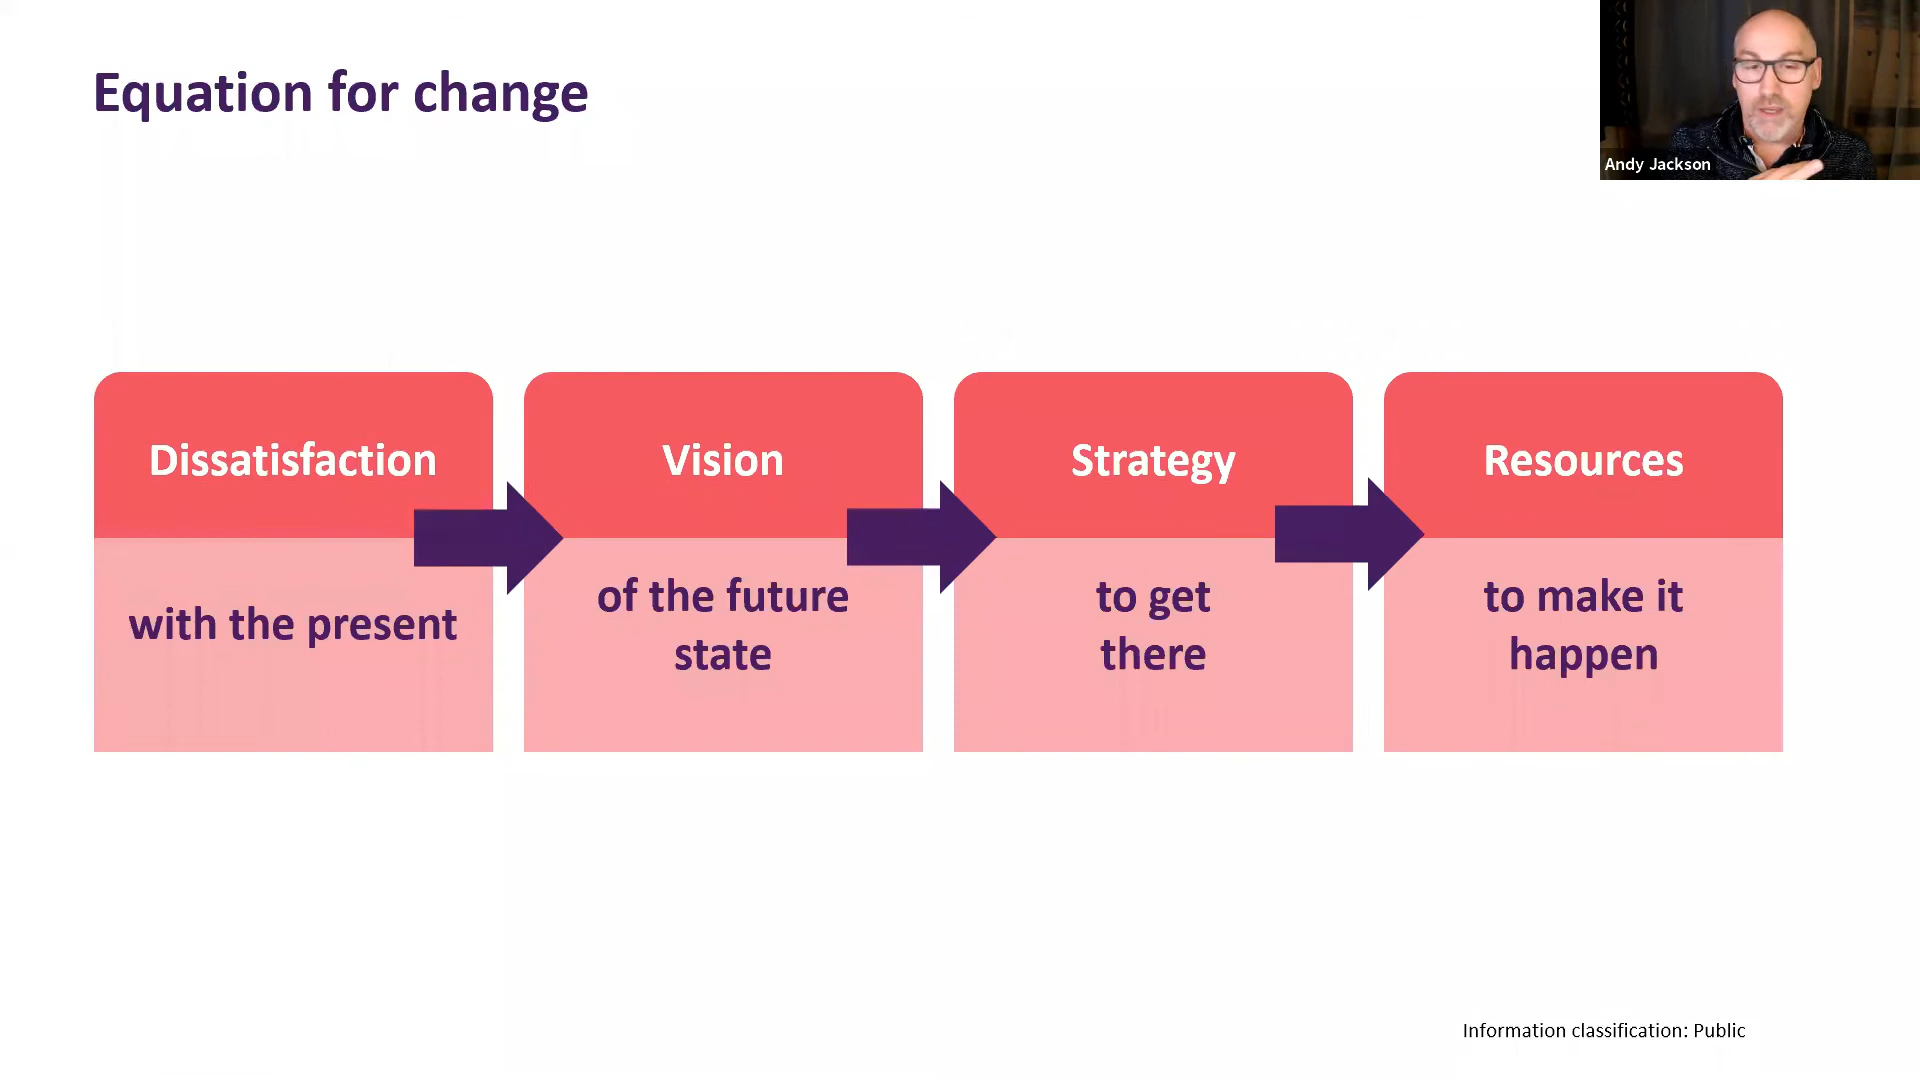 Equation for change
Andy Jackson
Dissatisfaction
with the present
Vision
of the future
state
Strategy
to get
there
Resources
to make it
happen
Information classification: Public